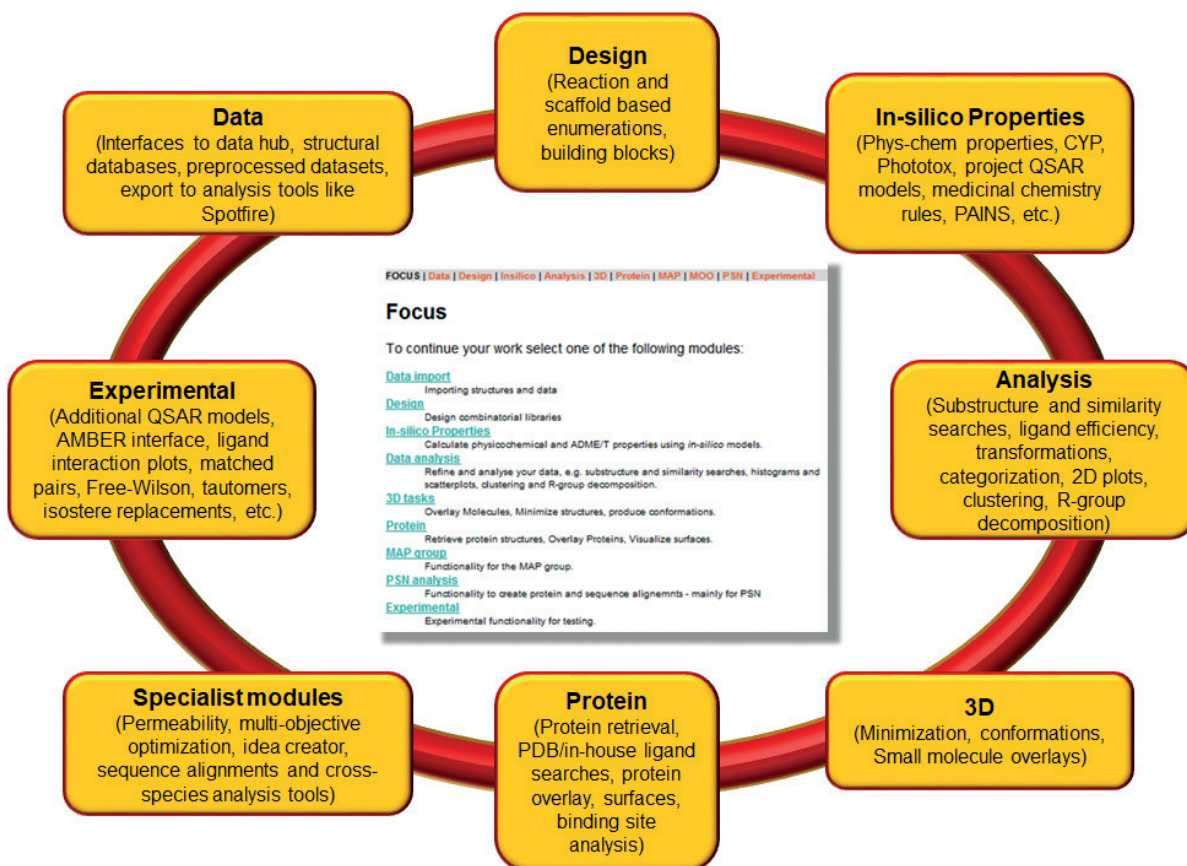 Design
(Reaction and
scaffold based
enumerations,
building blocks)
Data
(Interfaces to data hub, structural
databases, preprocessed datasets,
export to analysis tools like
Spotfire)
In-silico Properties
(Phys-chem properties, CYP,
Phototox, project QSAR
models, medicinal chemistry
rules, PAINS, etc.)
FOCUS | Data | Design | Insilico | Analysis | 3D | Protein | MAP | MOO | PSN | Experimental
Focus
To continue your work select one of the following modules:
Data import
Importing structures and data
Design
Design combinatorial libraries
In-silico Properties
Calculate physicochemical and ADME/T properties using in-silico models.
Data analysis
Refine and analyse your data, e.g. substructure and similarity searches, histograms and
scatterplots, clustering and R-group decomposition.
3D tasks
Overlay Molecules, Minimize structures, produce conformations.
Protein
Retrieve protein structures, Overlay Proteins, Visualize surfaces.
MAP group
Functionality for the MAP group.
PSN analysis
Functionality to create protein and sequence alignemnts - mainly for PSN
Experimental
Experimental functionality for testing.
Experimental
(Additional QSAR models,
AMBER interface, ligand
interaction plots, matched
pairs, Free-Wilson, tautomers,
isostere replacements, etc.)
Analysis
(Substructure and similarity
searches, ligand efficiency,
transformations,
categorization, 2D plots,
clustering, R-group
decomposition)
Specialist modules
(Permeability, multi-objective
optimization, idea creator,
sequence alignments and cross-
species analysis tools)
Protein
(Protein retrieval,
PDB/in-house ligand
searches, protein
overlay, surfaces,
binding site
analysis)
3D
(Minimization, conformations,
Small molecule overlays)